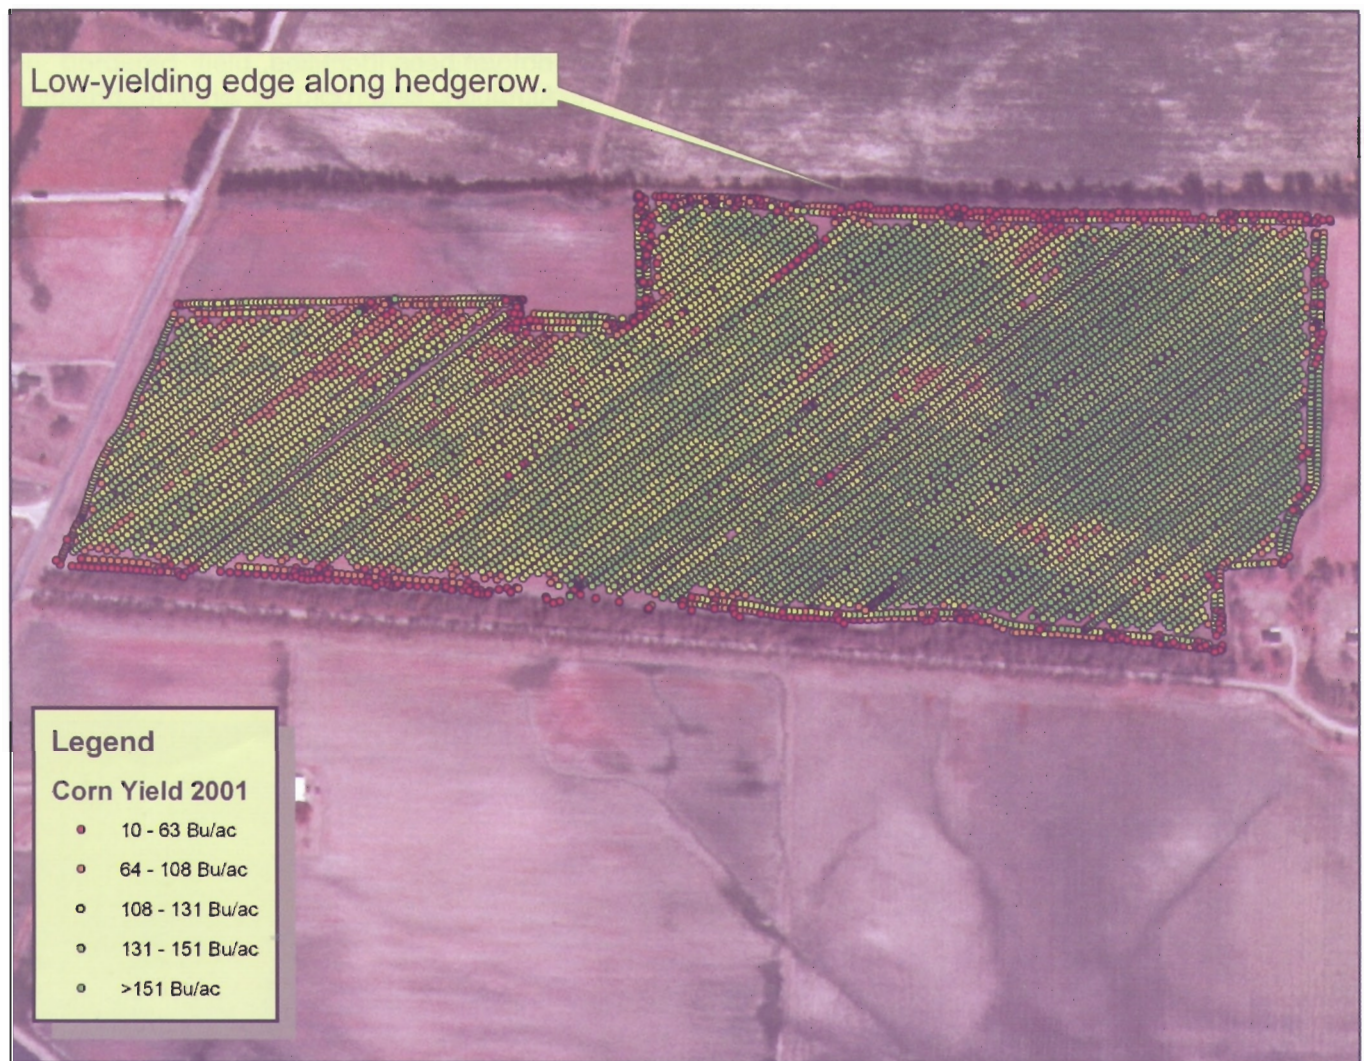 Low-yielding edge along hedgerow.
Legend
Corn Yield 2001
10 - 63 Bu/ac
64 - 108 Bu/ac
108 - 131 Bu/ac
131 - 151 Bu/ac
>151 Bu/ac